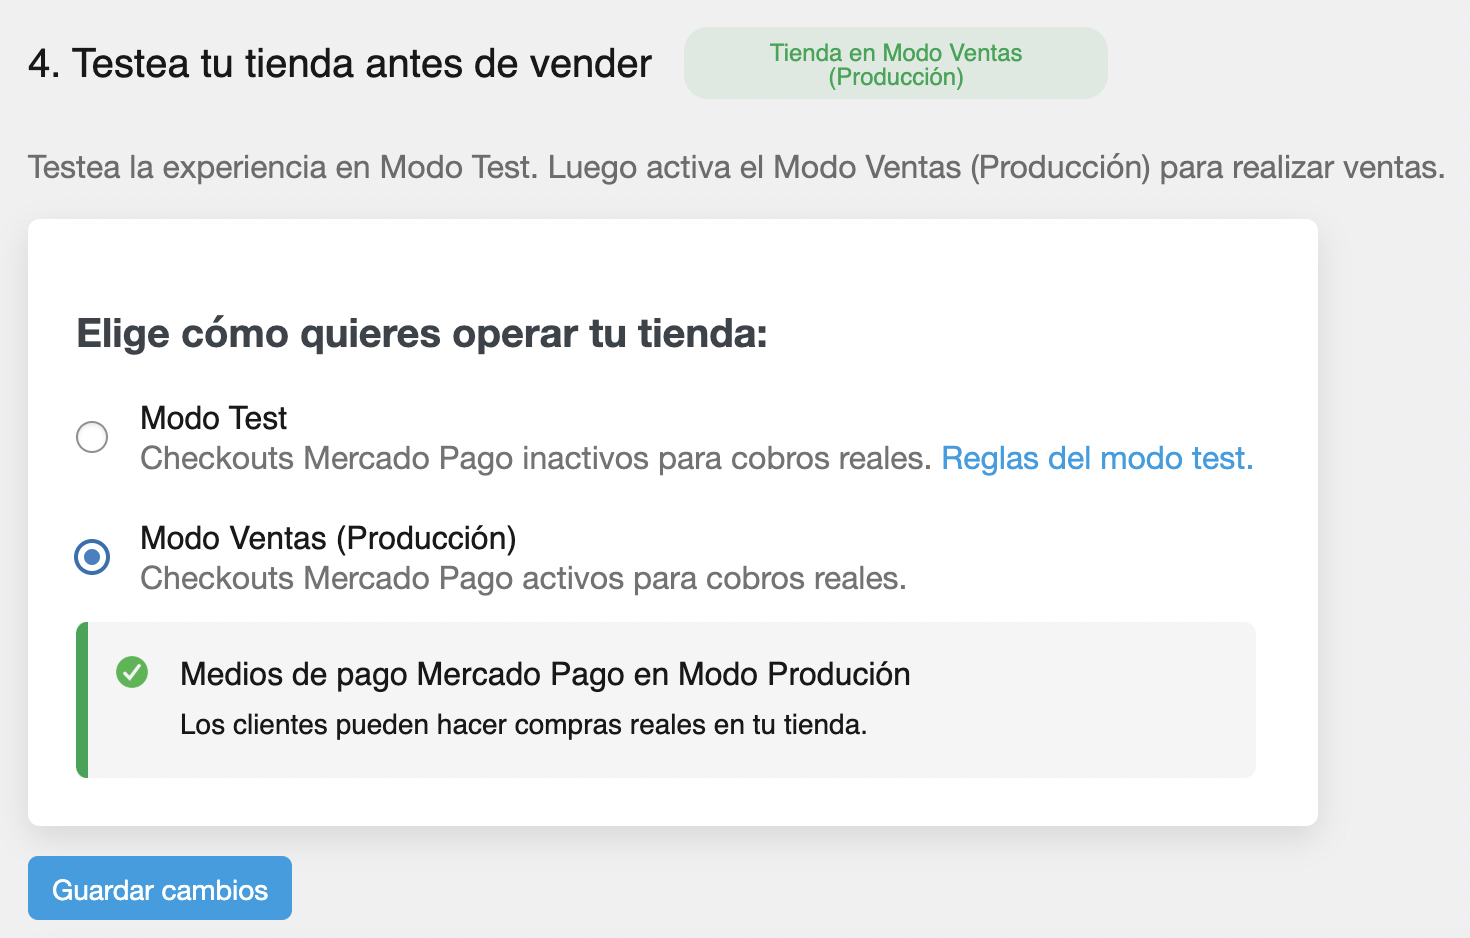 4. Testea tu tienda antes de vender
Tienda en Modo Ventas
(Producción)
Testea la experiencia en Modo Test. Luego activa el Modo Ventas (Producción) para realizar ventas.
Elige cómo quieres operar tu tienda:
Modo Test
Checkouts Mercado Pago inactivos para cobros reales. Reglas del modo test.
Modo Ventas (Producción)
Checkouts Mercado Pago activos para cobros reales.
Medios de pago Mercado Pago en Modo Produción
Los clientes pueden hacer compras reales en tu tienda.
Guardar cambios